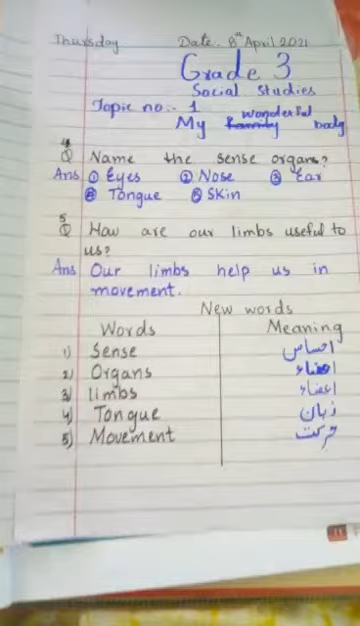 Thursday Date:- 8th April 2021
Grade 3
Social Studies
Topic no:- 1
My wonderful body
Q4 Name the sense organs?
Ans ① Eyes ② Nose ③ Ear
④ Tongue ⑤ Skin
Q5 How are our limbs useful to
us?
Ans Our limbs help us in
movement.
New words
Words Meaning
1) Sense احساس
2) Organs اعضاء
3) limbs اعضاء
4) Tongue زبان
5) Movement حرکت